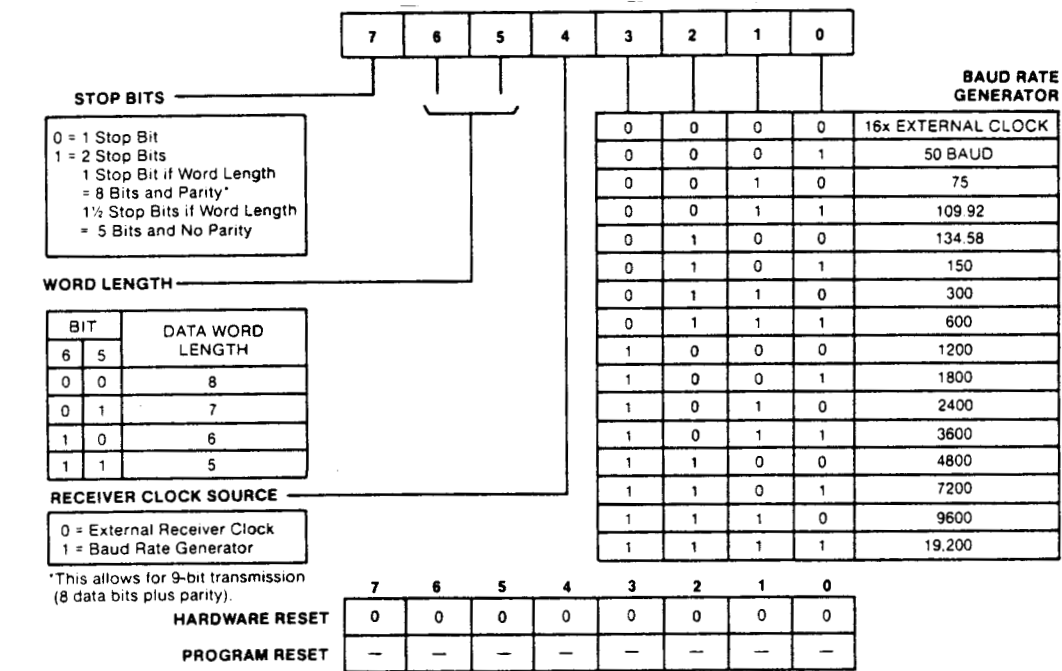 7 6 5 4 3 2 1 0
STOP BITS
0 = 1 Stop Bit
1 = 2 Stop Bits
1 Stop Bit if Word Length
= 8 Bits and Parity*
1½ Stop Bits if Word Length
= 5 Bits and No Parity
WORD LENGTH
BIT DATA WORD LENGTH
6 5
0 0 8
0 1 7
1 0 6
1 1 5
RECEIVER CLOCK SOURCE
0 = External Receiver Clock
1 = Baud Rate Generator
*This allows for 9-bit transmission
(8 data bits plus parity).
BAUD RATE
GENERATOR
0 0 0 0 16x EXTERNAL CLOCK
0 0 0 1 50 BAUD
0 0 1 0 75
0 0 1 1 109.92
0 1 0 0 134.58
0 1 0 1 150
0 1 1 0 300
0 1 1 1 600
1 0 0 0 1200
1 0 0 1 1800
1 0 1 0 2400
1 0 1 1 3600
1 1 0 0 4800
1 1 0 1 7200
1 1 1 0 9600
1 1 1 1 19,200
7 6 5 4 3 2 1 0
HARDWARE RESET 0 0 0 0 0 0 0 0
PROGRAM RESET — — — — — — — —